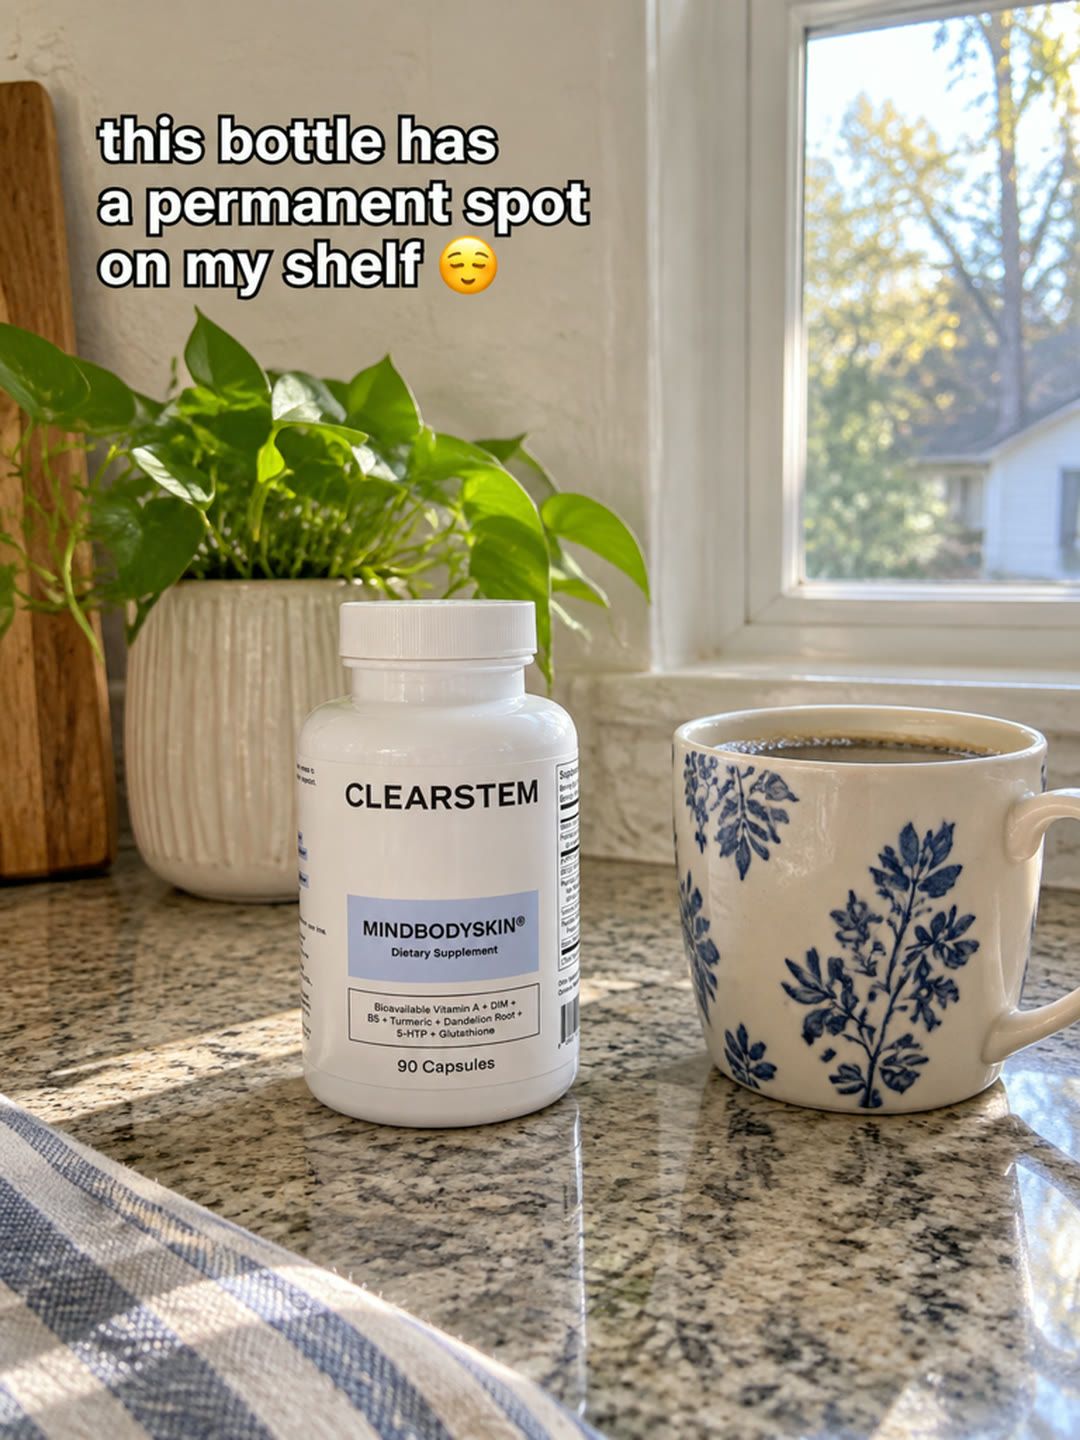 this bottle has
a permanent spot
on my shelf 😌
CLEARSTEM
MINDBODYSKIN®
Dietary Supplement
Bioavailable Vitamin A + DIM +
B5 + Turmeric + Dandelion Root +
5-HTP + Glutathione
90 Capsules